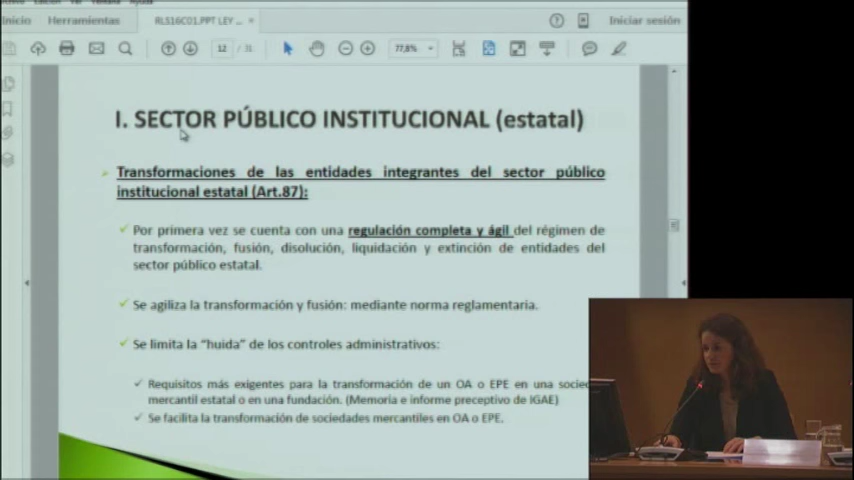 Inicio Herramientas RLS16C01.PPT LEY ... × Iniciar sesión
12 / 31 77,8%
I. SECTOR PÚBLICO INSTITUCIONAL (estatal)
Transformaciones de las entidades integrantes del sector público
institucional estatal (Art.87):
Por primera vez se cuenta con una regulación completa y ágil del régimen de
transformación, fusión, disolución, liquidación y extinción de entidades del
sector público estatal.
Se agiliza la transformación y fusión: mediante norma reglamentaria.
Se limita la “huida” de los controles administrativos:
Requisitos más exigentes para la transformación de un OA o EPE en una socied
mercantil estatal o en una fundación. (Memoria e informe preceptivo de IGAE)
Se facilita la transformación de sociedades mercantiles en OA o EPE.